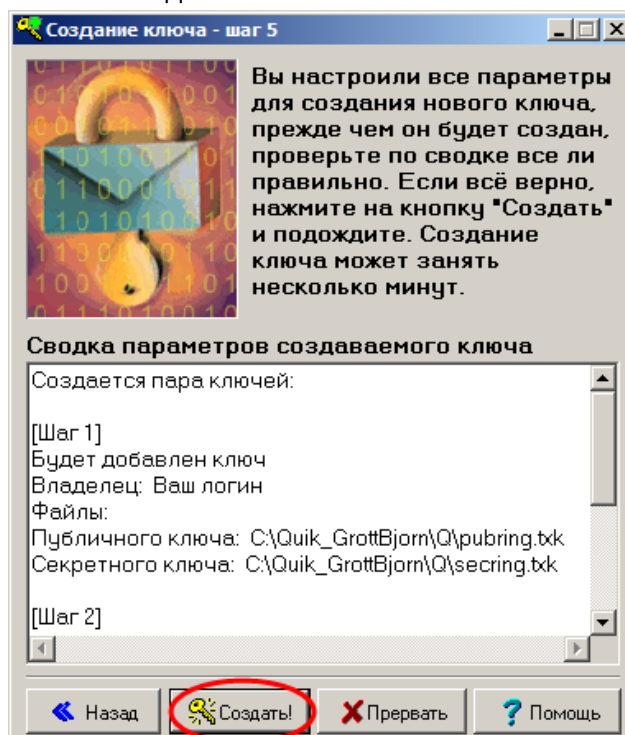 Создание ключа - шаг 5
Вы настроили все параметры
для создания нового ключа,
прежде чем он будет создан,
проверьте по сводке все ли
правильно. Если всё верно,
нажмите на кнопку "Создать"
и подождите. Создание
ключа может занять
несколько минут.
Сводка параметров создаваемого ключа
Создается пара ключей:
[Шаг 1]
Будет добавлен ключ
Владелец: Ваш логин
Файлы:
Публичного ключа: C:\Quik_GrottBjorn\Q\pubring.txk
Секретного ключа: C:\Quik_GrottBjorn\Q\secring.txk
[Шаг 2]
Назад Создать! Прервать Помощь